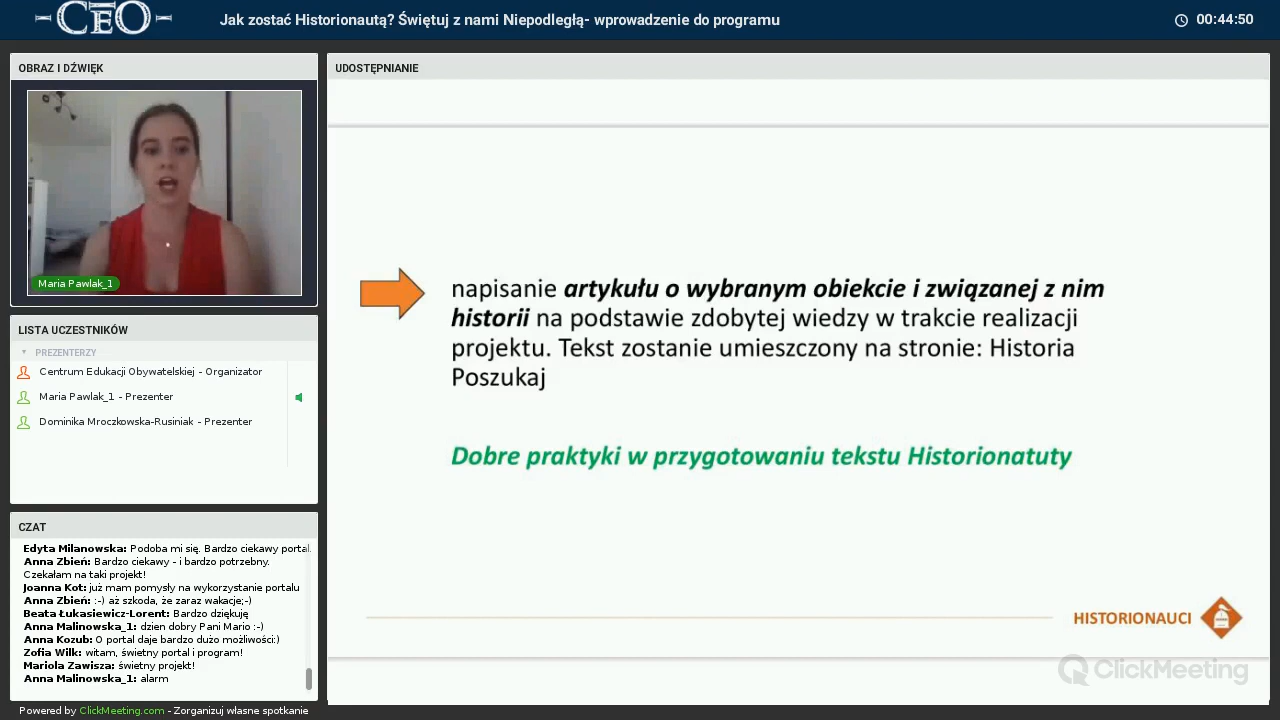 CEO
Jak zostać Historionautą? Świętuj z nami Niepodległą- wprowadzenie do programu
00:44:50
OBRAZ I DŹWIĘK
Maria Pawlak_1
LISTA UCZESTNIKÓW
PREZENTERZY
Centrum Edukacji Obywatelskiej - Organizator
Maria Pawlak_1 - Prezenter
Dominika Mroczkowska-Rusiniak - Prezenter
CZAT
Edyta Milanowska: Podoba mi się. Bardzo ciekawy portal.
Anna Zbień: Bardzo ciekawy - i bardzo potrzebny.
Czekałam na taki projekt!
Joanna Kot: już mam pomysły na wykorzystanie portalu
Anna Zbień: :-) aż szkoda, że zaraz wakacje;-)
Beata Łukasiewicz-Lorent: Bardzo dziękuję
Anna Malinowska_1: dzien dobry Pani Mario :-)
Anna Kozub: O portal daje bardzo dużo możliwości:)
Zofia Wilk: witam, świetny portal i program!
Mariola Zawisza: świetny projekt!
Anna Malinowska_1: alarm
Powered by ClickMeeting.com - Zorganizuj własne spotkanie
UDOSTĘPNIANIE
napisanie artykułu o wybranym obiekcie i związanej z nim
historii na podstawie zdobytej wiedzy w trakcie realizacji
projektu. Tekst zostanie umieszczony na stronie: Historia
Poszukaj
Dobre praktyki w przygotowaniu tekstu Historionatuty
HISTORIONAUCI
ClickMeeting